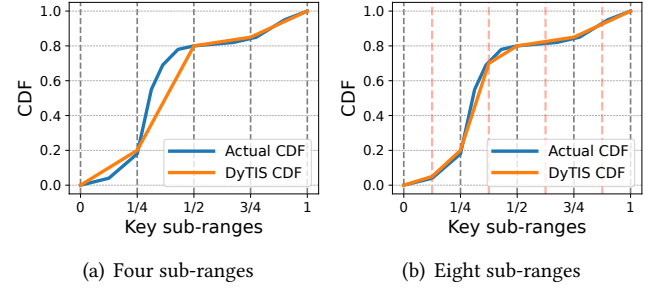 CDF
1.0
0.8
0.6
0.4
0.2
0.0
Actual CDF
DyTIS CDF
0 1/4 1/2 3/4 1
Key sub-ranges
(a) Four sub-ranges
CDF
1.0
0.8
0.6
0.4
0.2
0.0
Actual CDF
DyTIS CDF
0 1/4 1/2 3/4 1
Key sub-ranges
(b) Eight sub-ranges